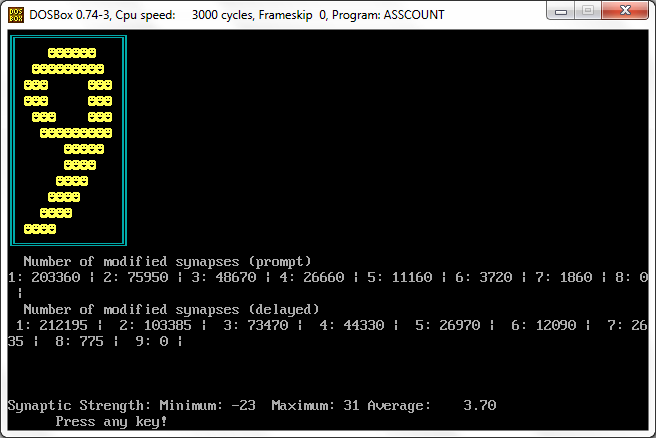 DOSBox 0.74-3, Cpu speed:    3000 cycles, Frameskip  0, Program: ASSCOUNT
Number of modified synapses (prompt)
1: 203360 | 2: 75950 | 3: 48670 | 4: 26660 | 5: 11160 | 6: 3720 | 7: 1860 | 8: 0
|
Number of modified synapses (delayed)
1: 212195 |  2: 103385 |  3: 73470 |  4: 44330 |  5: 26970 |  6: 12090 |  7: 26
35 |  8: 775 |  9: 0 |
Synaptic Strength: Minimum: -23  Maximum: 31 Average:    3.70
Press any key!